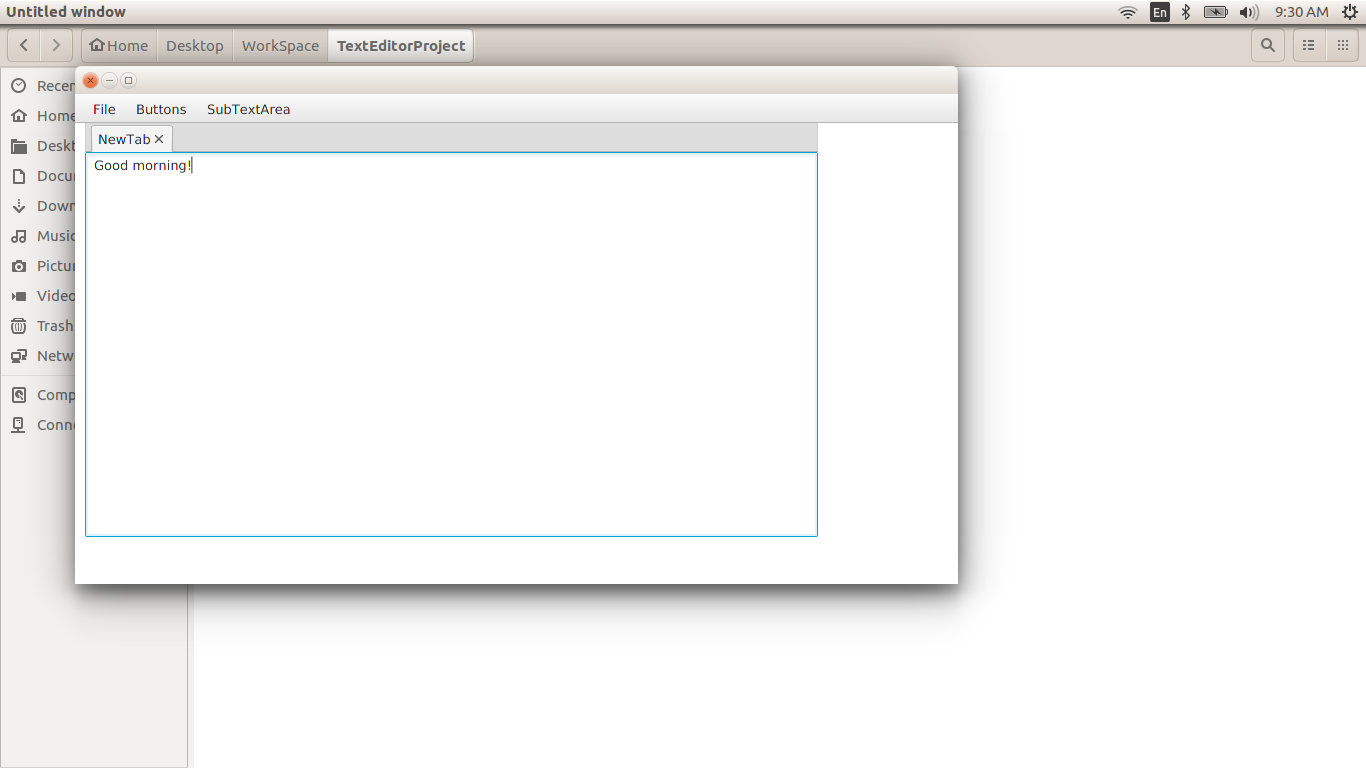 Untitled window
En
9:30 AM
Home
Desktop
WorkSpace
TextEditorProject
Recen
Home
Deskt
Docu
Down
Music
Pictur
Video
Trash
Netw
Comp
Conne
File
Buttons
SubTextArea
NewTab
Good morning!